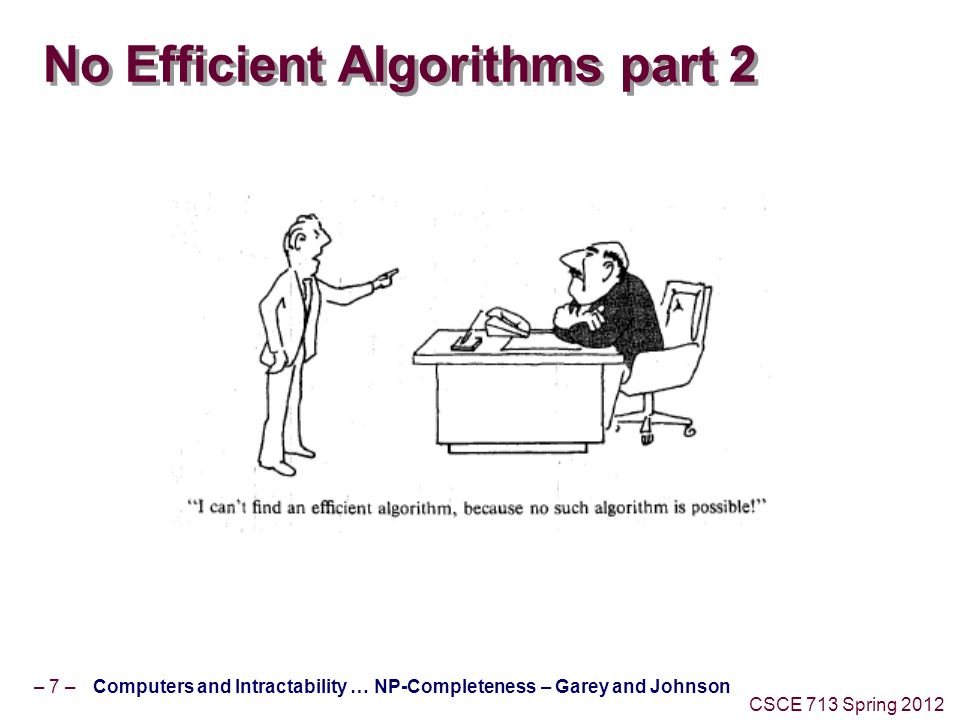 No Efficient Algorithms part 2
“I can’t find an efficient algorithm, because no such algorithm is possible!”
– 7 – Computers and Intractability … NP-Completeness – Garey and Johnson
CSCE 713 Spring 2012